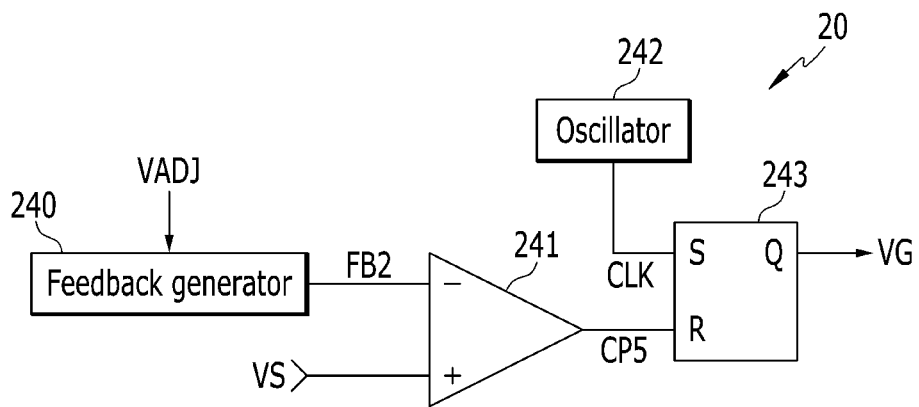 20
242
Oscillator
VADJ
240
243
Feedback generator
FB2
241
S
Q
VG
CLK
−
R
CP5
VS
+